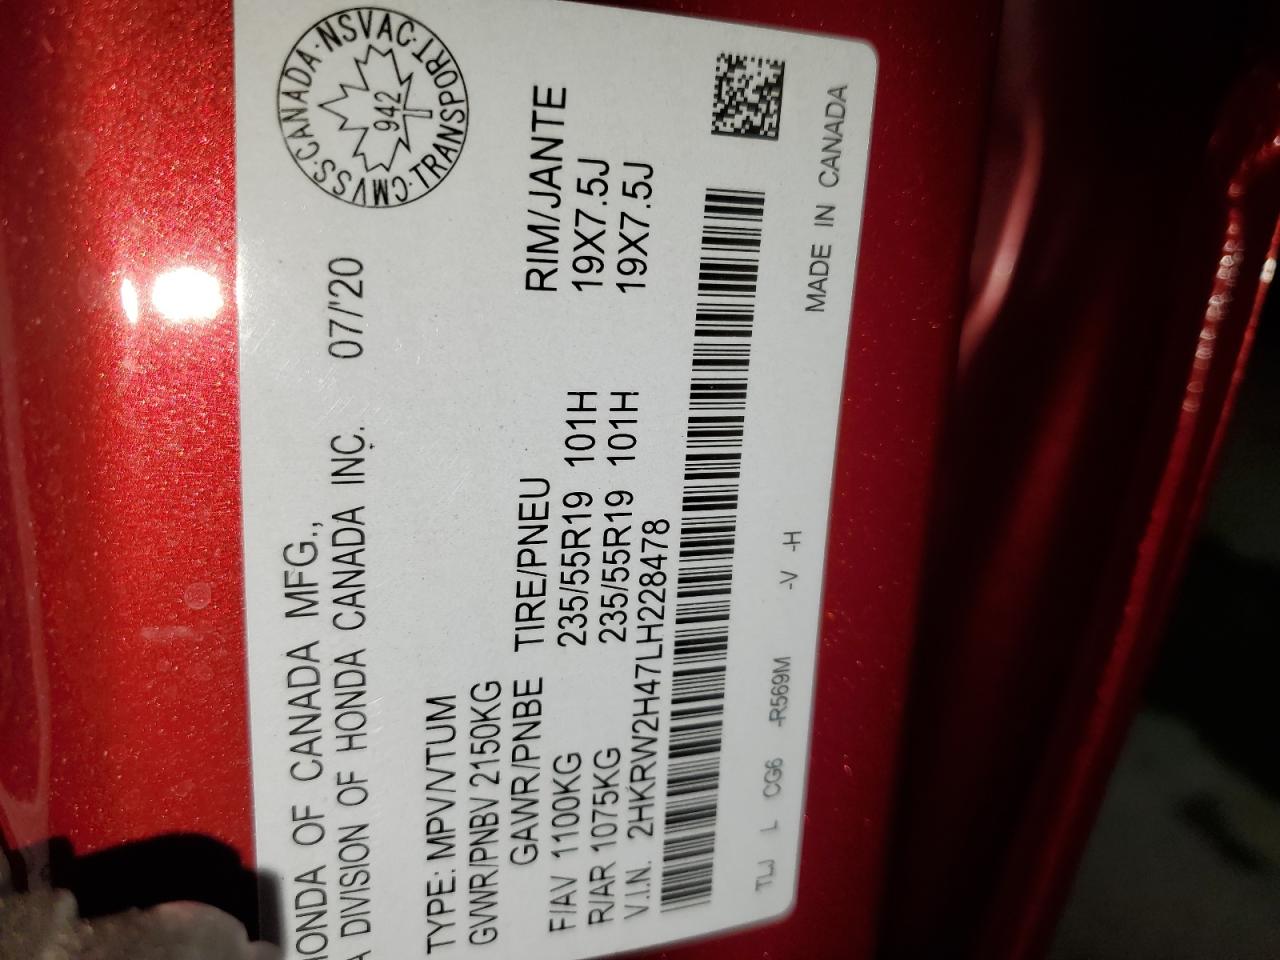 HONDA OF CANADA MFG.,
A DIVISION OF HONDA CANADA INC. 07/'20
CMVSS·CANADA·NSVAC·TRANSPORT·
942
TYPE: MPV/VTUM
GVWR/PNBV 2150KG
GAWR/PNBE TIRE/PNEU RIM/JANTE
F/AV 1100KG 235/55R19 101H 19X7.5J
R/AR 1075KG 235/55R19 101H 19X7.5J
V.I.N. 2HKRW2H47LH228478
TLJ L CG6 -R569M -V -H MADE IN CANADA